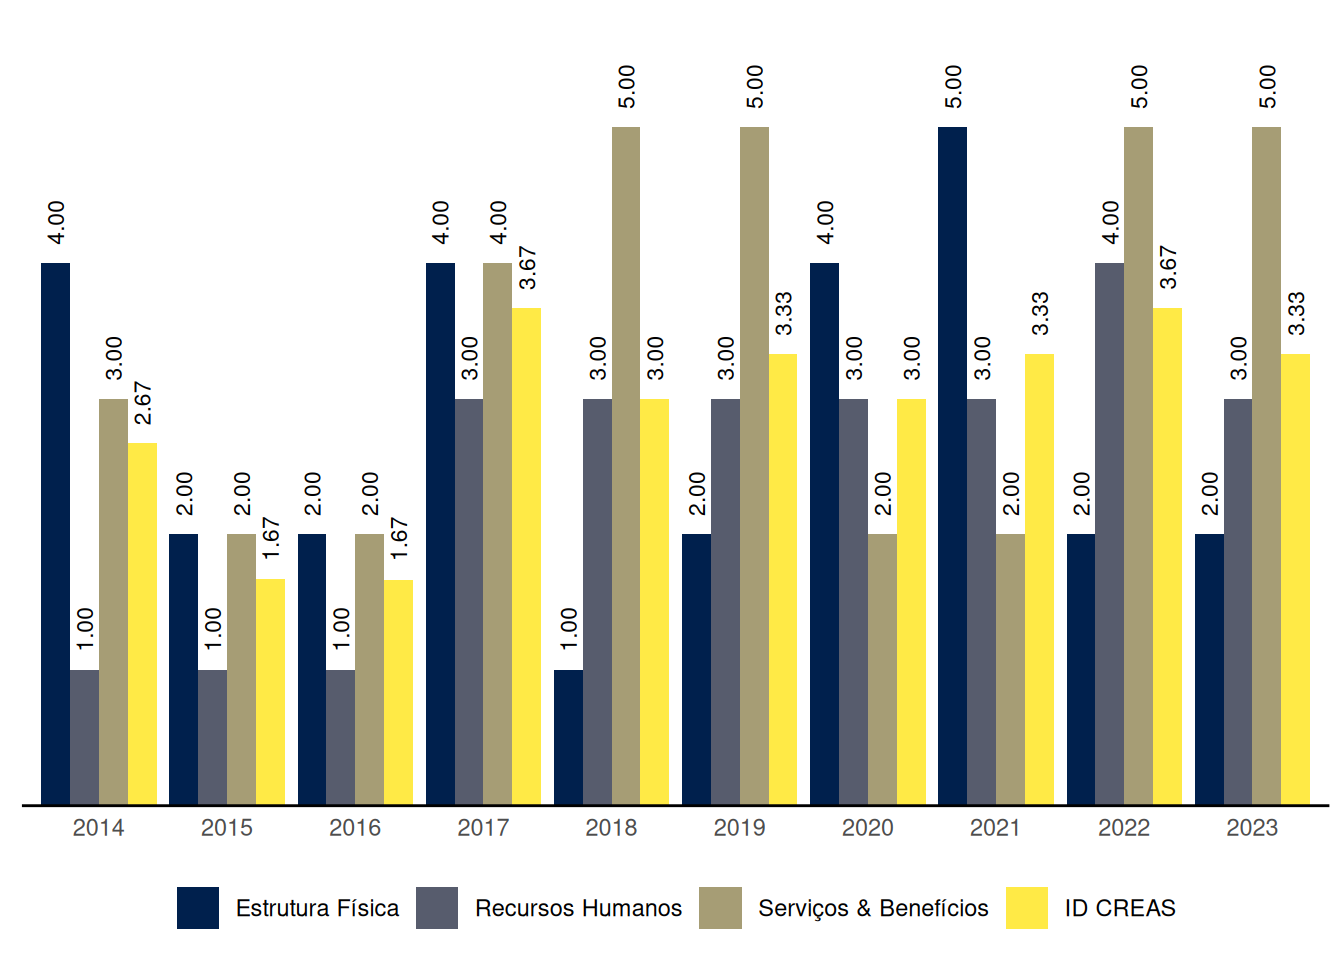 4.00 1.00 3.00 2.67
2.00 1.00 2.00 1.67
2.00 1.00 2.00 1.67
4.00 3.00 4.00 3.67
1.00 3.00 5.00 3.00
2.00 3.00 5.00 3.33
4.00 3.00 2.00 3.00
5.00 3.00 2.00 3.33
2.00 4.00 5.00 3.67
2.00 3.00 5.00 3.33
2014 2015 2016 2017 2018 2019 2020 2021 2022 2023
Estrutura Física Recursos Humanos Serviços & Benefícios ID CREAS